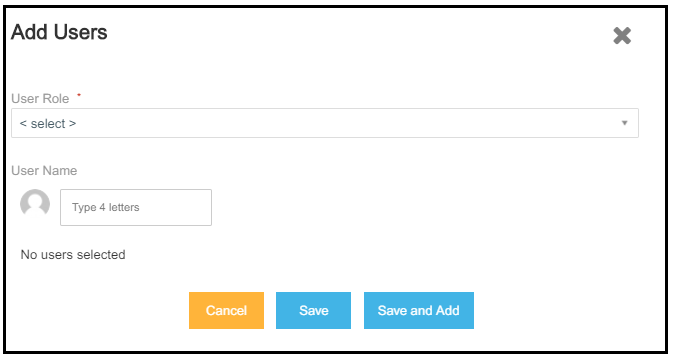 Add Users
User Role *
< select >
User Name
Type 4 letters
No users selected
Cancel Save Save and Add